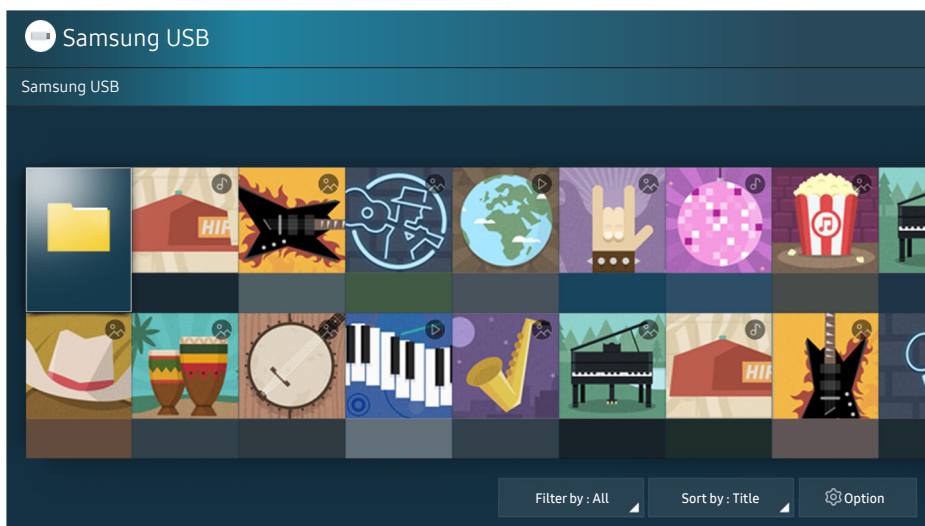 Samsung USB
Samsung USB
HIP
HIP
Filter by : All
Sort by : Title
Option